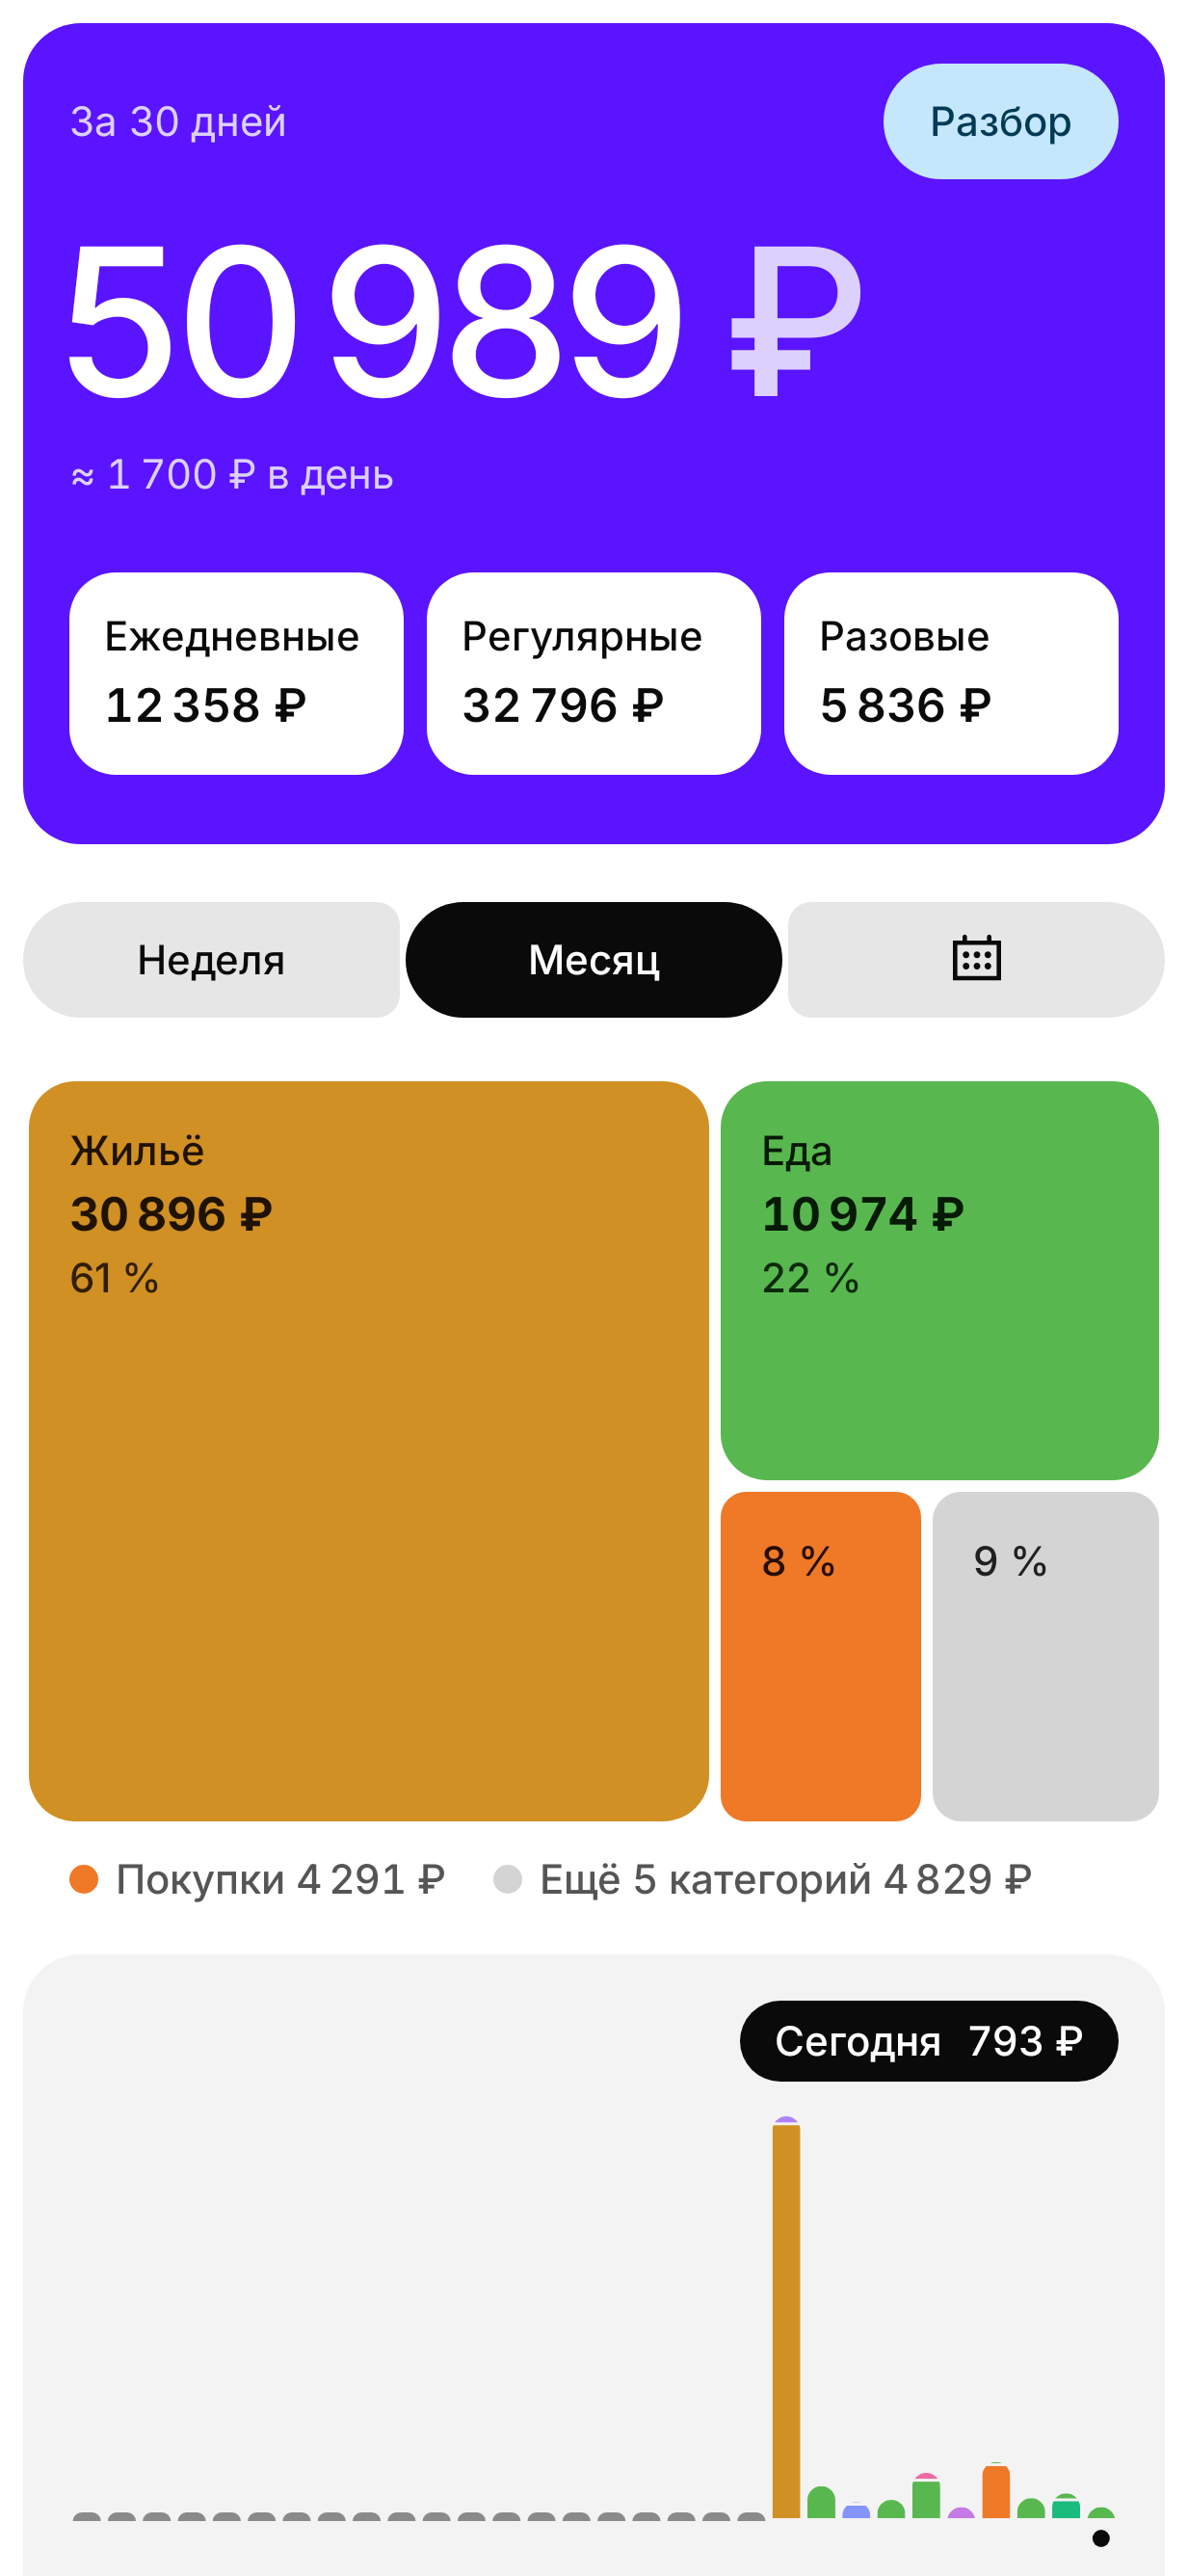 За 30 дней
Разбор
50 989 ₽
≈ 1 700 ₽ в день
Ежедневные
12 358 ₽
Регулярные
32 796 ₽
Разовые
5 836 ₽
Неделя
Месяц
Жильё
30 896 ₽
61 %
Еда
10 974 ₽
22 %
8 %
9 %
Покупки 4 291 ₽
Ещё 5 категорий 4 829 ₽
Сегодня 793 ₽